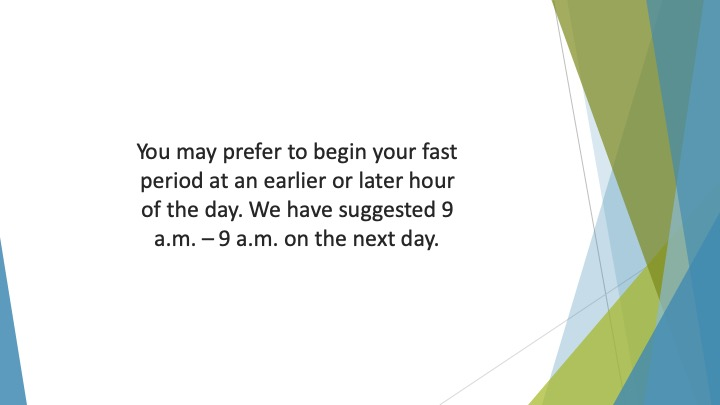 You may prefer to begin your fast
period at an earlier or later hour
of the day. We have suggested 9
a.m. – 9 a.m. on the next day.